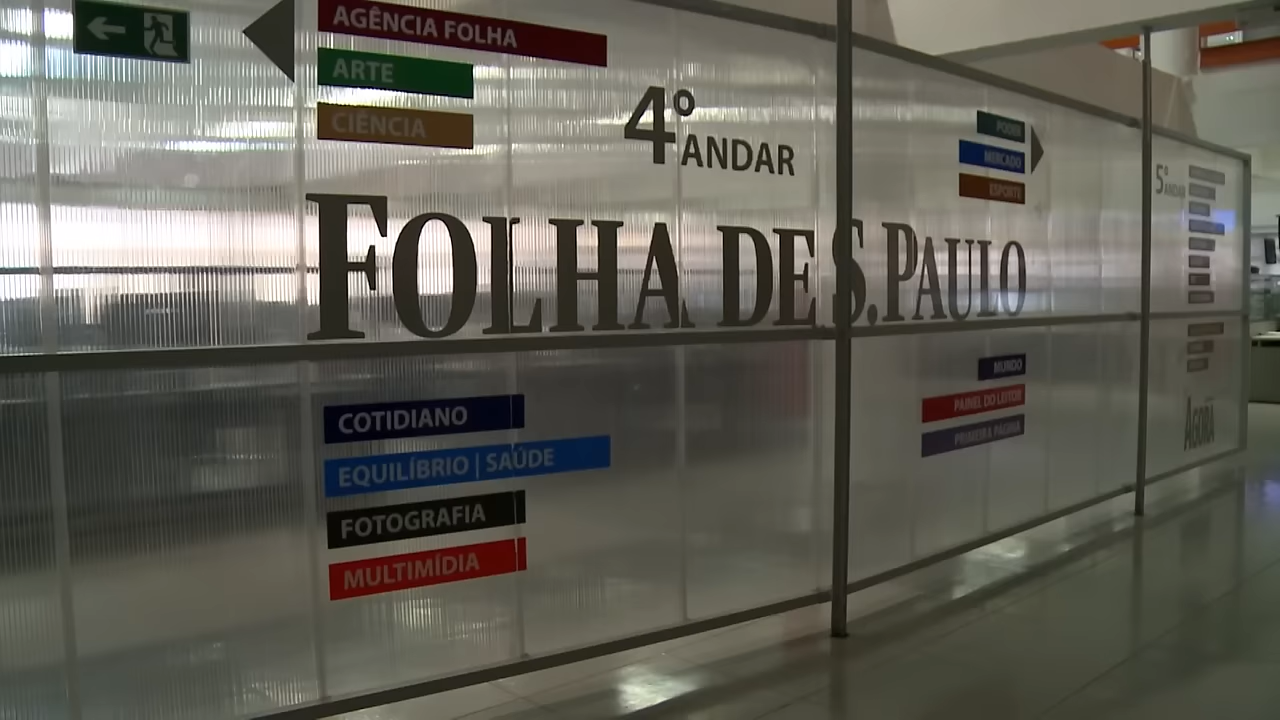 AGÊNCIA FOLHA
ARTE
CIÊNCIA
4º ANDAR
PODER
MERCADO
ESPORTE
5º ANDAR
FOLHA DE S.PAULO
COTIDIANO
EQUILÍBRIO | SAÚDE
FOTOGRAFIA
MULTIMÍDIA
MUNDO
PAINEL DO LEITOR
PRIMEIRA PÁGINA
AGORA